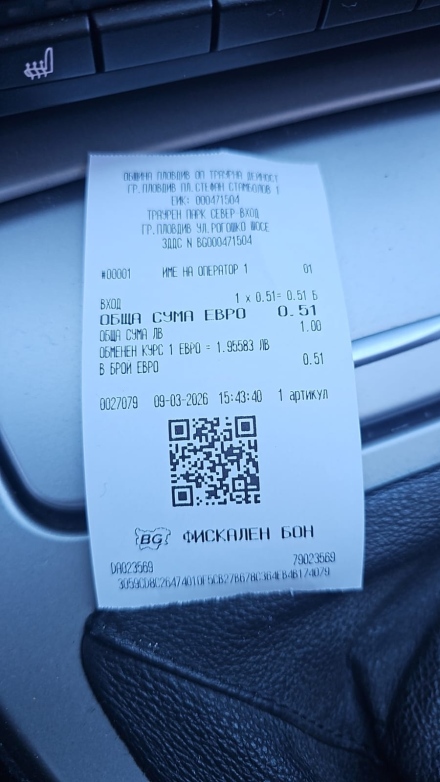 ОБЩИНА ПЛОВДИВ ОП ТРАУРНА ДЕЙНОСТ
ГР.ПЛОВДИВ ПЛ.СТЕФАН СТАМБОЛОВ 1
ЕИК: 000471504
ТРАУРЕН ПАРК СЕВЕР ВХОД
ГР.ПЛОВДИВ УЛ.РОГОШКО ШОСЕ
ЗДДС N BG000471504
#00001 ИМЕ НА ОПЕРАТОР 1 01
ВХОД 1 x 0.51= 0.51 Б
ОБЩА СУМА ЕВРО 0.51
ОБЩА СУМА ЛВ 1.00
ОБМЕНЕН КУРС 1 ЕВРО = 1.95583 ЛВ
В БРОЙ ЕВРО 0.51
0027079 09-03-2026 15:43:40 1 артикул
BG ФИСКАЛЕН БОН
DA023569 79023569